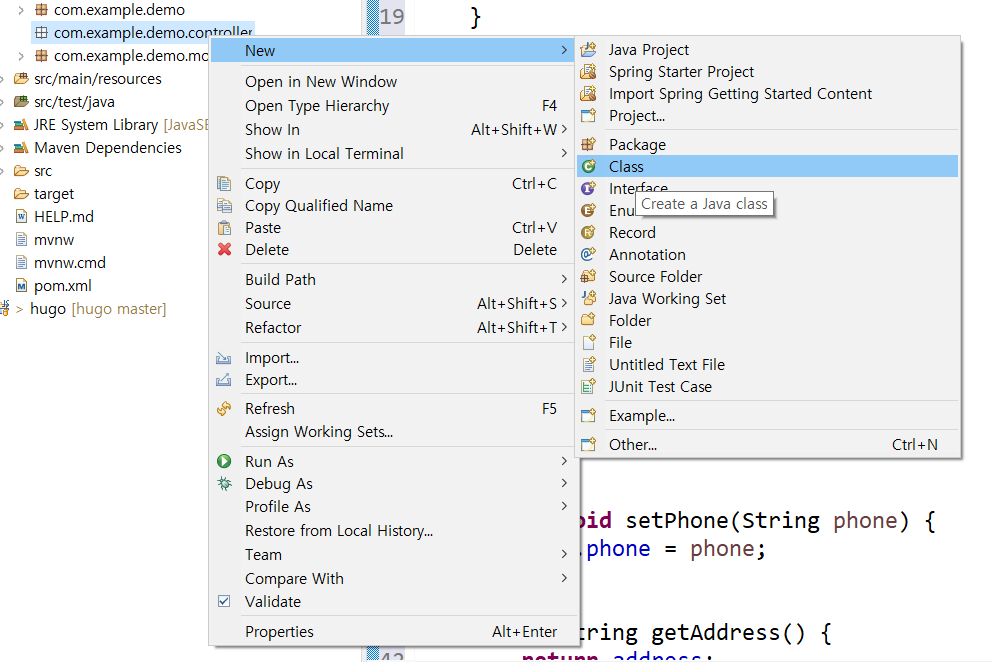 com.example.demo
com.example.demo.controller
com.example.demo.mo
src/main/resources
src/test/java
JRE System Library [JavaSE
Maven Dependencies
src
target
HELP.md
mvnw
mvnw.cmd
pom.xml
> hugo [hugo master]
New
Open in New Window
Open Type Hierarchy F4
Show In Alt+Shift+W
Show in Local Terminal
Copy Ctrl+C
Copy Qualified Name
Paste Ctrl+V
Delete Delete
Build Path
Source Alt+Shift+S
Refactor Alt+Shift+T
Import...
Export...
Refresh F5
Assign Working Sets...
Run As
Debug As
Profile As
Restore from Local History...
Team
Compare With
Validate
Properties Alt+Enter
Java Project
Spring Starter Project
Import Spring Getting Started Content
Project...
Package
Class
Interface
Create a Java class
Enu
Record
Annotation
Source Folder
Java Working Set
Folder
File
Untitled Text File
JUnit Test Case
Example...
Other... Ctrl+N
19 }
oid setPhone(String phone) {
.phone = phone;
tring getAddress() {
42 return address;